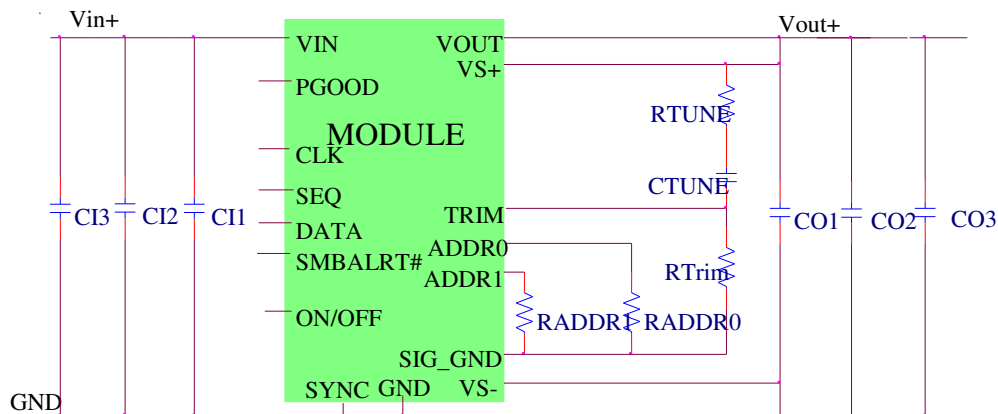 Vin+
Vout+
VIN
VOUT
VS+
PGOOD
RTUNE
MODULE
CLK
CTUNE
SEQ
TRIM
CI3
CI2
CI1
CO1
CO2
CO3
DATA
ADDR0
SMBALRT#
ADDR1
RTrim
ON/OFF
RADDR1
RADDR0
SIG_GND
SYNC
GND
VS-
GND